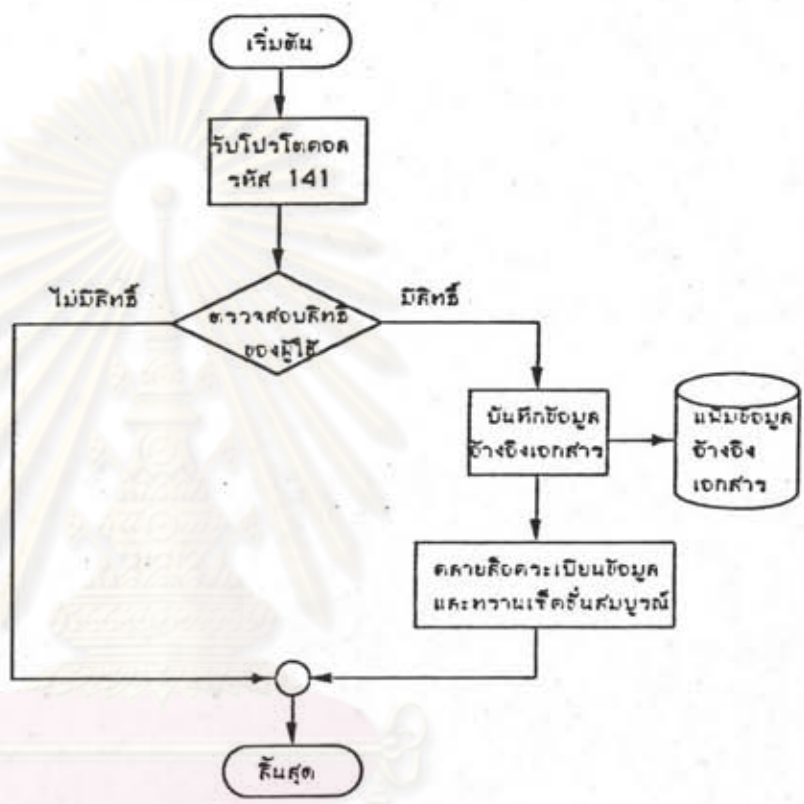 เริ่มต้น
รับโปรโตคอล
รหัส 141
ไม่มีสิทธิ์
มีสิทธิ์
ตรวจสอบสิทธิ์
ของผู้ใช้
บันทึกข้อมูล
อ้างอิงเอกสาร
แฟ้มข้อมูล
อ้างอิง
เอกสาร
คลายล็อคระเบียนข้อมูล
และทรานแซ็คชั่นสมบูรณ์
สิ้นสุด